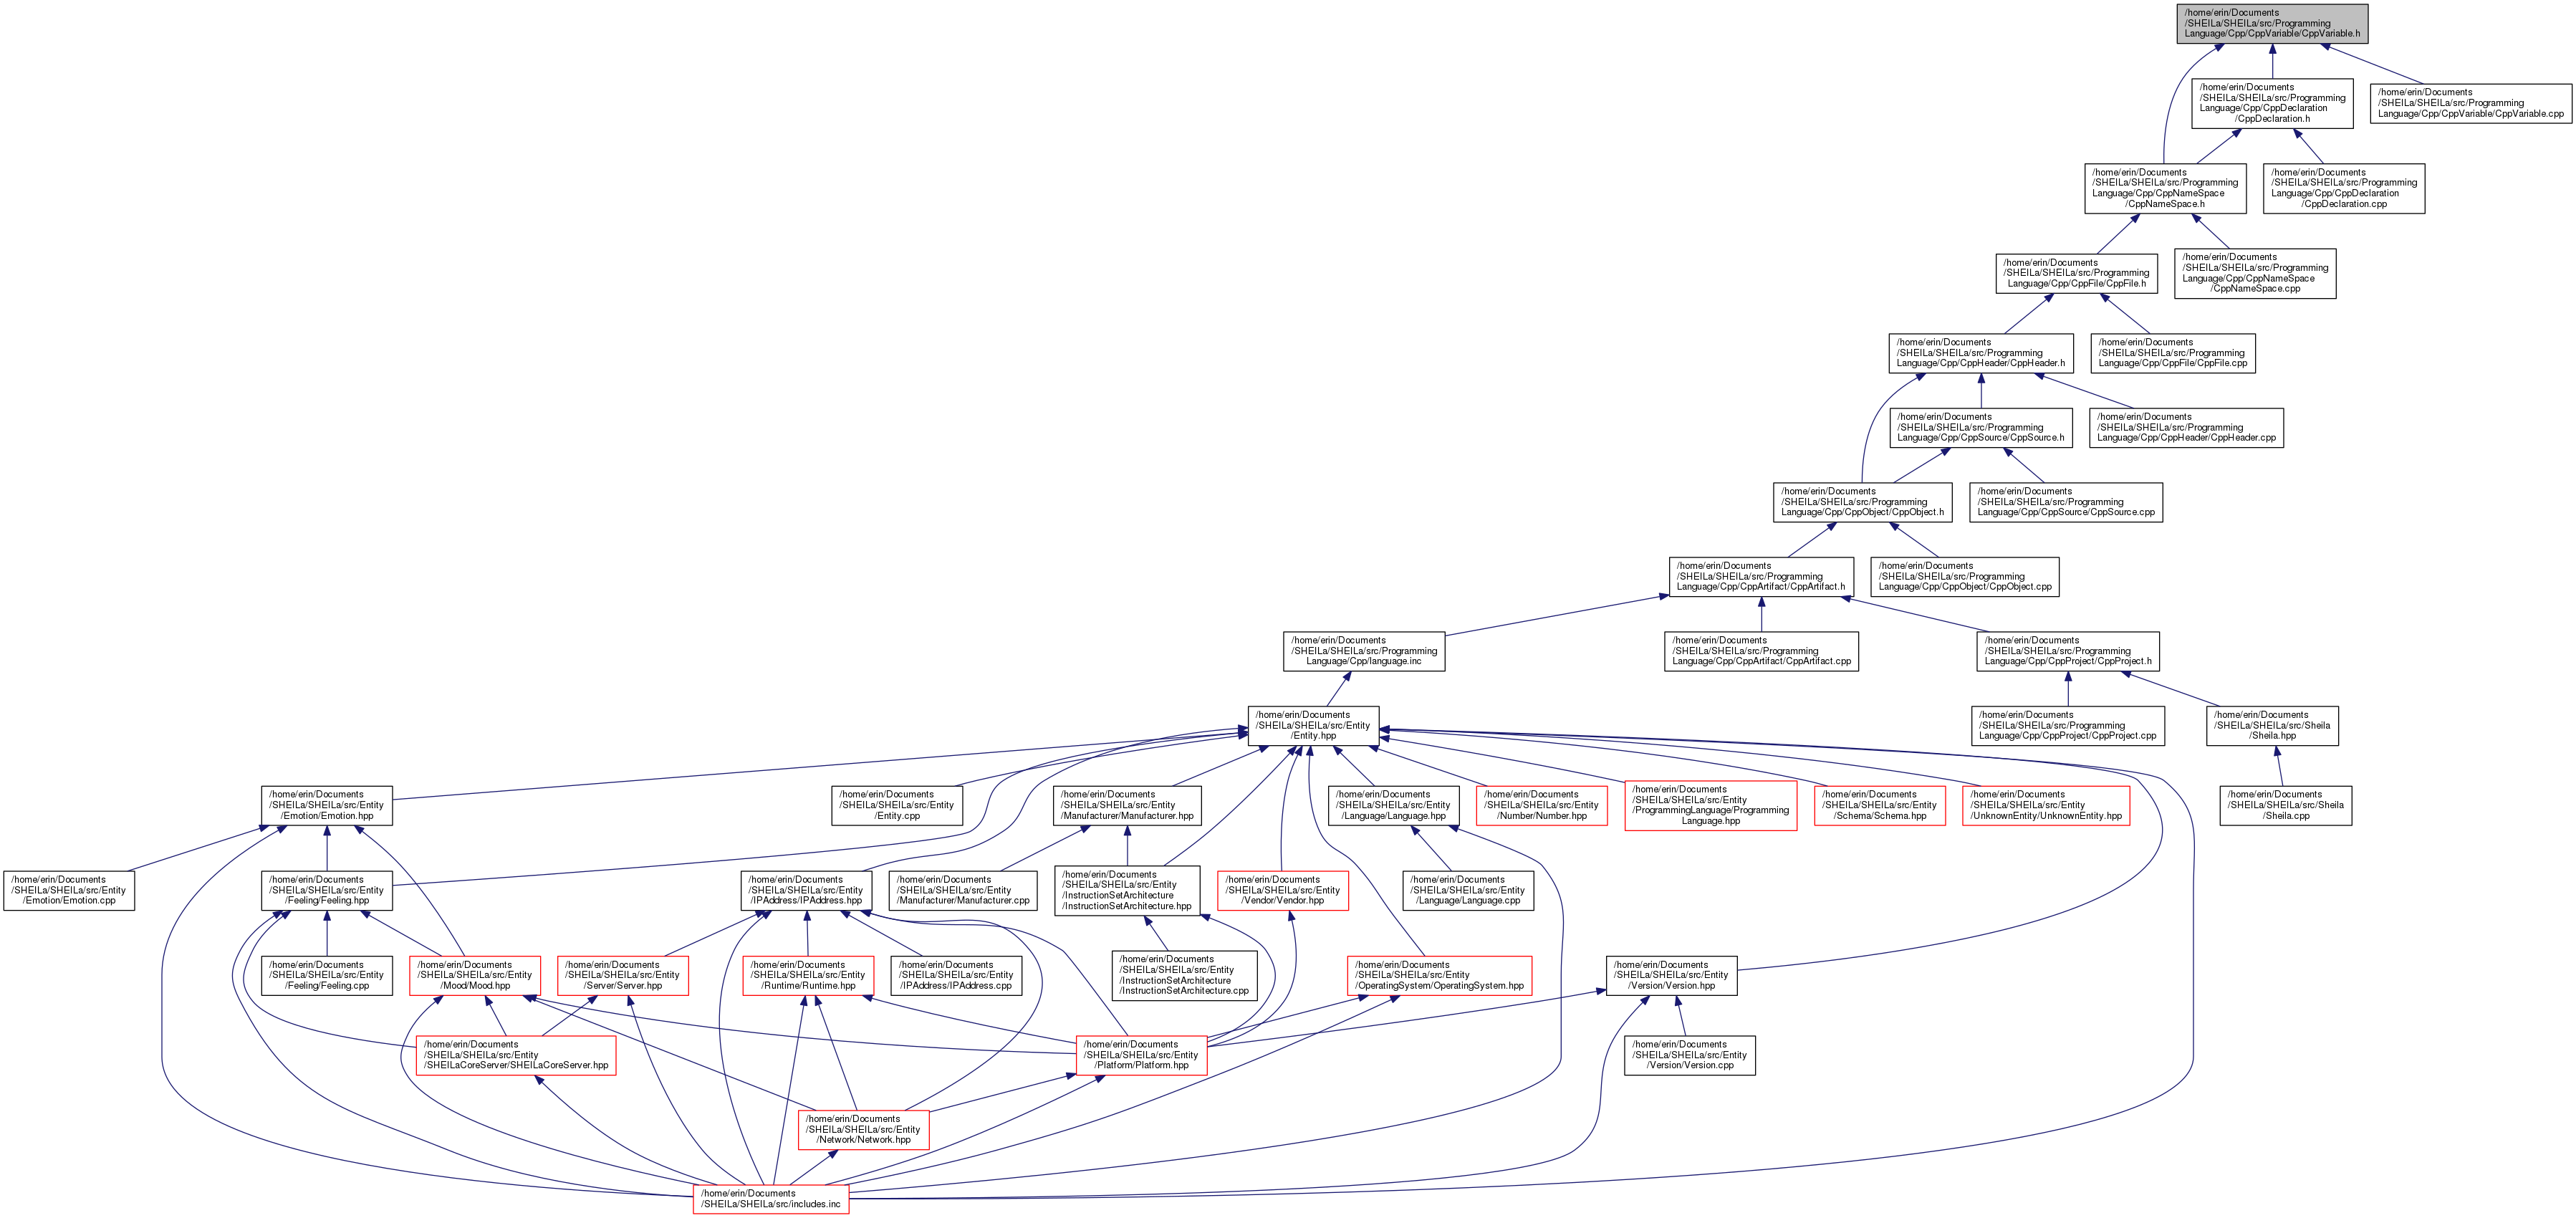 /home/erin/Documents
/SHEILa/SHEILa/src/Programming
Language/Cpp/CppVariable/CppVariable.h
/home/erin/Documents
/SHEILa/SHEILa/src/Programming
Language/Cpp/CppDeclaration
/CppDeclaration.h
/home/erin/Documents
/SHEILa/SHEILa/src/Programming
Language/Cpp/CppVariable/CppVariable.cpp
/home/erin/Documents
/SHEILa/SHEILa/src/Programming
Language/Cpp/CppNameSpace
/CppNameSpace.h
/home/erin/Documents
/SHEILa/SHEILa/src/Programming
Language/Cpp/CppDeclaration
/CppDeclaration.cpp
/home/erin/Documents
/SHEILa/SHEILa/src/Programming
Language/Cpp/CppFile/CppFile.h
/home/erin/Documents
/SHEILa/SHEILa/src/Programming
Language/Cpp/CppNameSpace
/CppNameSpace.cpp
/home/erin/Documents
/SHEILa/SHEILa/src/Programming
Language/Cpp/CppHeader/CppHeader.h
/home/erin/Documents
/SHEILa/SHEILa/src/Programming
Language/Cpp/CppFile/CppFile.cpp
/home/erin/Documents
/SHEILa/SHEILa/src/Programming
Language/Cpp/CppSource/CppSource.h
/home/erin/Documents
/SHEILa/SHEILa/src/Programming
Language/Cpp/CppHeader/CppHeader.cpp
/home/erin/Documents
/SHEILa/SHEILa/src/Programming
Language/Cpp/CppObject/CppObject.h
/home/erin/Documents
/SHEILa/SHEILa/src/Programming
Language/Cpp/CppSource/CppSource.cpp
/home/erin/Documents
/SHEILa/SHEILa/src/Programming
Language/Cpp/CppArtifact/CppArtifact.h
/home/erin/Documents
/SHEILa/SHEILa/src/Programming
Language/Cpp/CppObject/CppObject.cpp
/home/erin/Documents
/SHEILa/SHEILa/src/Programming
Language/Cpp/language.inc
/home/erin/Documents
/SHEILa/SHEILa/src/Programming
Language/Cpp/CppArtifact/CppArtifact.cpp
/home/erin/Documents
/SHEILa/SHEILa/src/Programming
Language/Cpp/CppProject/CppProject.h
/home/erin/Documents
/SHEILa/SHEILa/src/Entity
/Entity.hpp
/home/erin/Documents
/SHEILa/SHEILa/src/Programming
Language/Cpp/CppProject/CppProject.cpp
/home/erin/Documents
/SHEILa/SHEILa/src/Sheila
/Sheila.hpp
/home/erin/Documents
/SHEILa/SHEILa/src/Entity
/Emotion/Emotion.hpp
/home/erin/Documents
/SHEILa/SHEILa/src/Entity
/Entity.cpp
/home/erin/Documents
/SHEILa/SHEILa/src/Entity
/Manufacturer/Manufacturer.hpp
/home/erin/Documents
/SHEILa/SHEILa/src/Entity
/Language/Language.hpp
/home/erin/Documents
/SHEILa/SHEILa/src/Entity
/Number/Number.hpp
/home/erin/Documents
/SHEILa/SHEILa/src/Entity
/ProgrammingLanguage/Programming
Language.hpp
/home/erin/Documents
/SHEILa/SHEILa/src/Entity
/Schema/Schema.hpp
/home/erin/Documents
/SHEILa/SHEILa/src/Entity
/UnknownEntity/UnknownEntity.hpp
/home/erin/Documents
/SHEILa/SHEILa/src/Sheila
/Sheila.cpp
/home/erin/Documents
/SHEILa/SHEILa/src/Entity
/Emotion/Emotion.cpp
/home/erin/Documents
/SHEILa/SHEILa/src/Entity
/Feeling/Feeling.hpp
/home/erin/Documents
/SHEILa/SHEILa/src/Entity
/IPAddress/IPAddress.hpp
/home/erin/Documents
/SHEILa/SHEILa/src/Entity
/Manufacturer/Manufacturer.cpp
/home/erin/Documents
/SHEILa/SHEILa/src/Entity
/InstructionSetArchitecture
/InstructionSetArchitecture.hpp
/home/erin/Documents
/SHEILa/SHEILa/src/Entity
/Vendor/Vendor.hpp
/home/erin/Documents
/SHEILa/SHEILa/src/Entity
/Language/Language.cpp
/home/erin/Documents
/SHEILa/SHEILa/src/Entity
/Feeling/Feeling.cpp
/home/erin/Documents
/SHEILa/SHEILa/src/Entity
/Mood/Mood.hpp
/home/erin/Documents
/SHEILa/SHEILa/src/Entity
/Server/Server.hpp
/home/erin/Documents
/SHEILa/SHEILa/src/Entity
/Runtime/Runtime.hpp
/home/erin/Documents
/SHEILa/SHEILa/src/Entity
/IPAddress/IPAddress.cpp
/home/erin/Documents
/SHEILa/SHEILa/src/Entity
/InstructionSetArchitecture
/InstructionSetArchitecture.cpp
/home/erin/Documents
/SHEILa/SHEILa/src/Entity
/OperatingSystem/OperatingSystem.hpp
/home/erin/Documents
/SHEILa/SHEILa/src/Entity
/Version/Version.hpp
/home/erin/Documents
/SHEILa/SHEILa/src/Entity
/SHEILaCoreServer/SHEILaCoreServer.hpp
/home/erin/Documents
/SHEILa/SHEILa/src/Entity
/Platform/Platform.hpp
/home/erin/Documents
/SHEILa/SHEILa/src/Entity
/Version/Version.cpp
/home/erin/Documents
/SHEILa/SHEILa/src/Entity
/Network/Network.hpp
/home/erin/Documents
/SHEILa/SHEILa/src/includes.inc